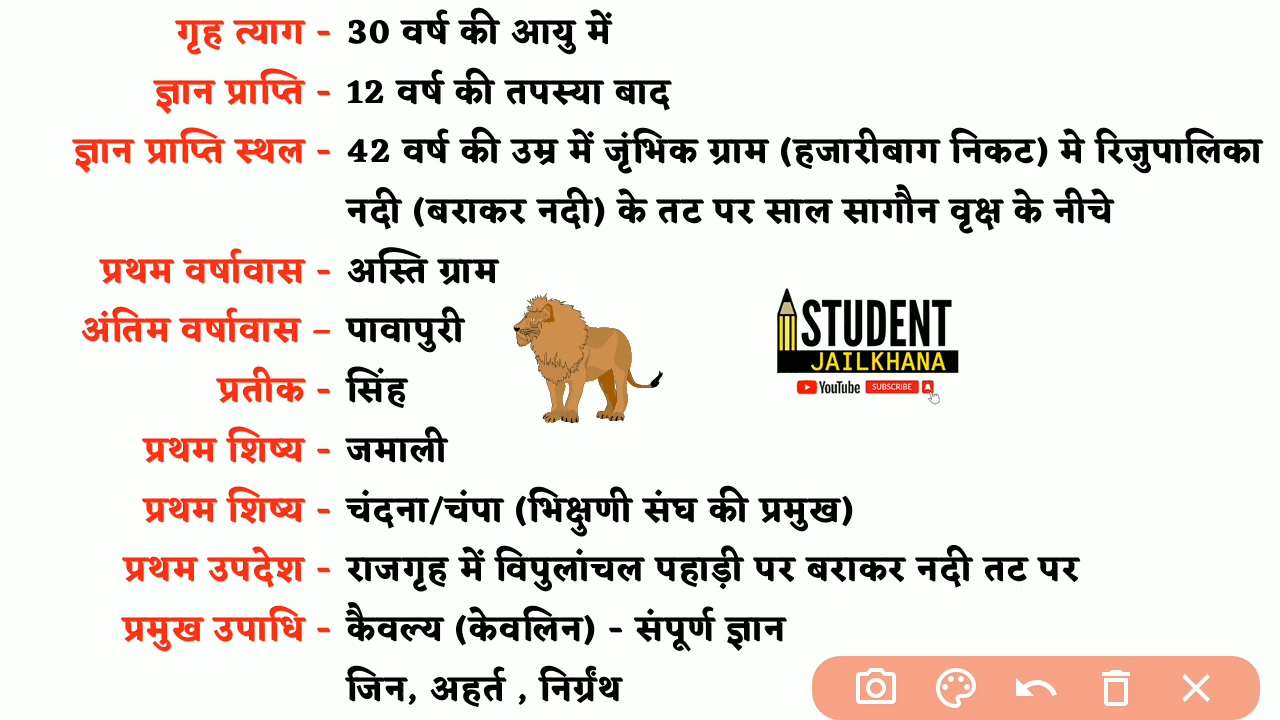 गृह त्याग - 30 वर्ष की आयु में
ज्ञान प्राप्ति - 12 वर्ष की तपस्या बाद
ज्ञान प्राप्ति स्थल - 42 वर्ष की उम्र में जृंभिक ग्राम (हजारीबाग निकट) मे रिजुपालिका
नदी (बराकर नदी) के तट पर साल सागौन वृक्ष के नीचे
प्रथम वर्षावास - अस्ति ग्राम
अंतिम वर्षावास – पावापुरी
प्रतीक - सिंह
प्रथम शिष्य - जमाली
प्रथम शिष्य - चंदना/चंपा (भिक्षुणी संघ की प्रमुख)
प्रथम उपदेश - राजगृह में विपुलांचल पहाड़ी पर बराकर नदी तट पर
प्रमुख उपाधि - कैवल्य (केवलिन) - संपूर्ण ज्ञान
जिन, अहर्त , निर्ग्रंथ
STUDENT
JAILKHANA
YouTube SUBSCRIBE